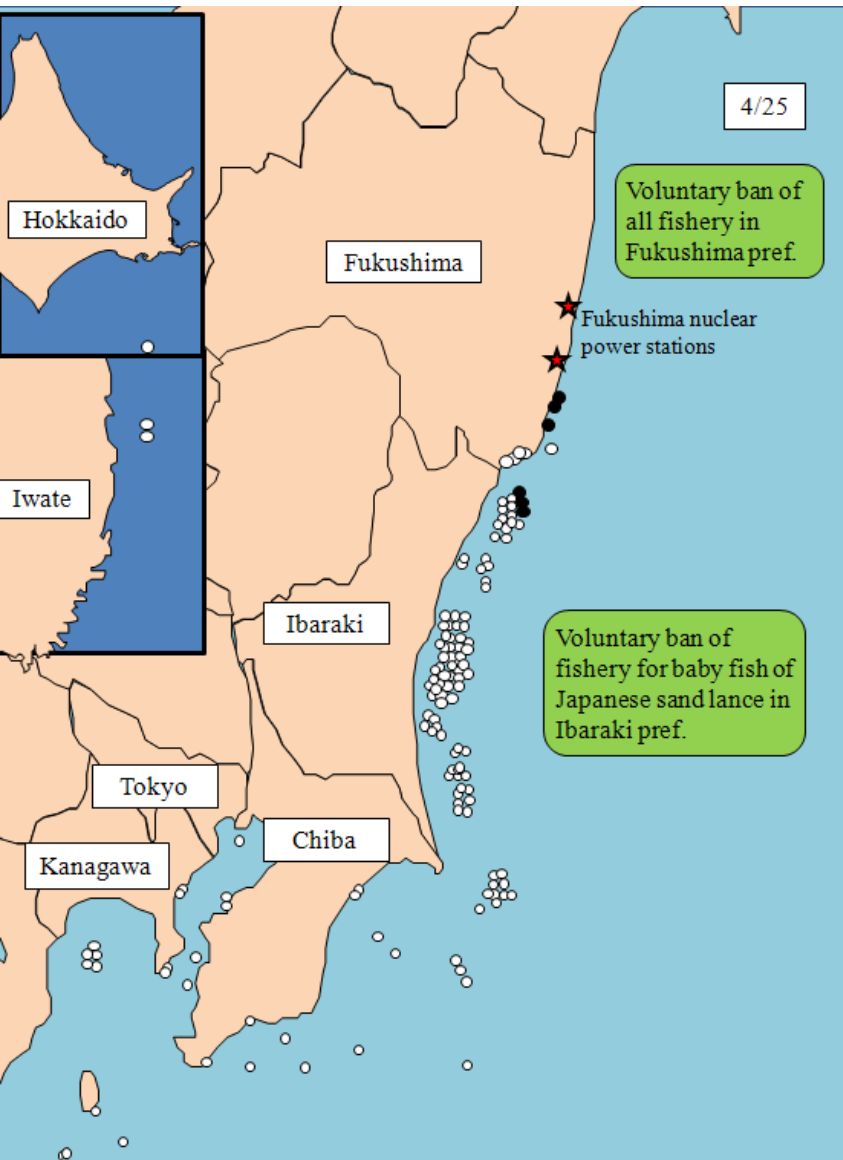 4/25
Voluntary ban of
all fishery in
Fukushima pref.
Hokkaido
Fukushima
Fukushima nuclear
power stations
Iwate
Ibaraki
Voluntary ban of
fishery for baby fish of
Japanese sand lance in
Ibaraki pref.
Tokyo
Chiba
Kanagawa